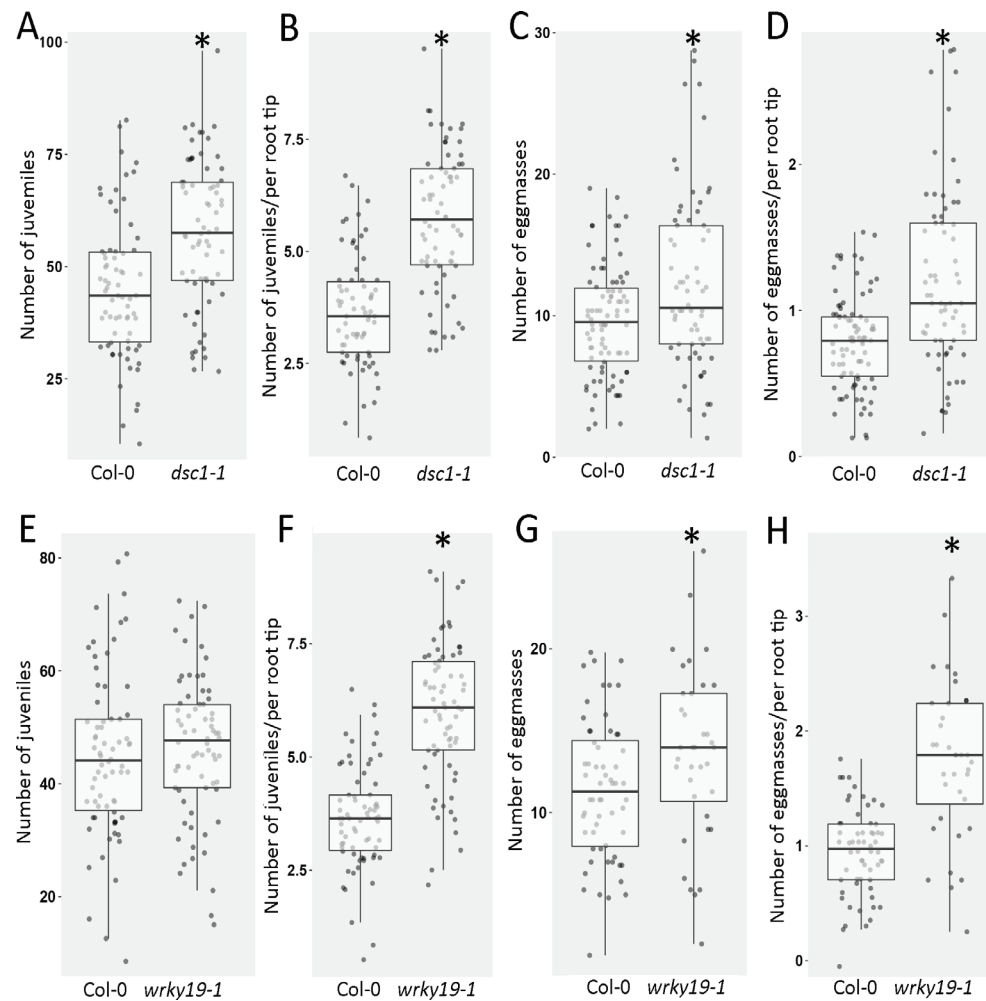 A
Number of juvemiles
100
75
50
25
*
Col-0 dsc1-1
B
Number of juvemiles/per root tip
7.5
5.0
2.5
*
Col-0 dsc1-1
C
Number of eggmasses
30
20
10
0
*
Col-0 dsc1-1
D
Number of eggmasses/per root tip
2
1
0
*
Col-0 dsc1-1
E
Number of juveniles
80
60
40
20
Col-0 wrky19-1
F
Number of juveniles/per root tip
7.5
5.0
2.5
*
Col-0 wrky19-1
G
Number of eggmasses
20
10
*
Col-0 wrky19-1
H
Number of eggmasses/per root tip
3
2
1
0
*
Col-0 wrky19-1